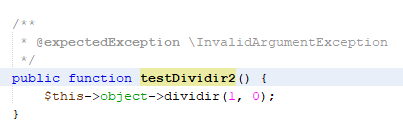 /**
* @expectedException \InvalidArgumentException
*/
public function testDividir2() {
$this->object->dividir(1, 0);
}